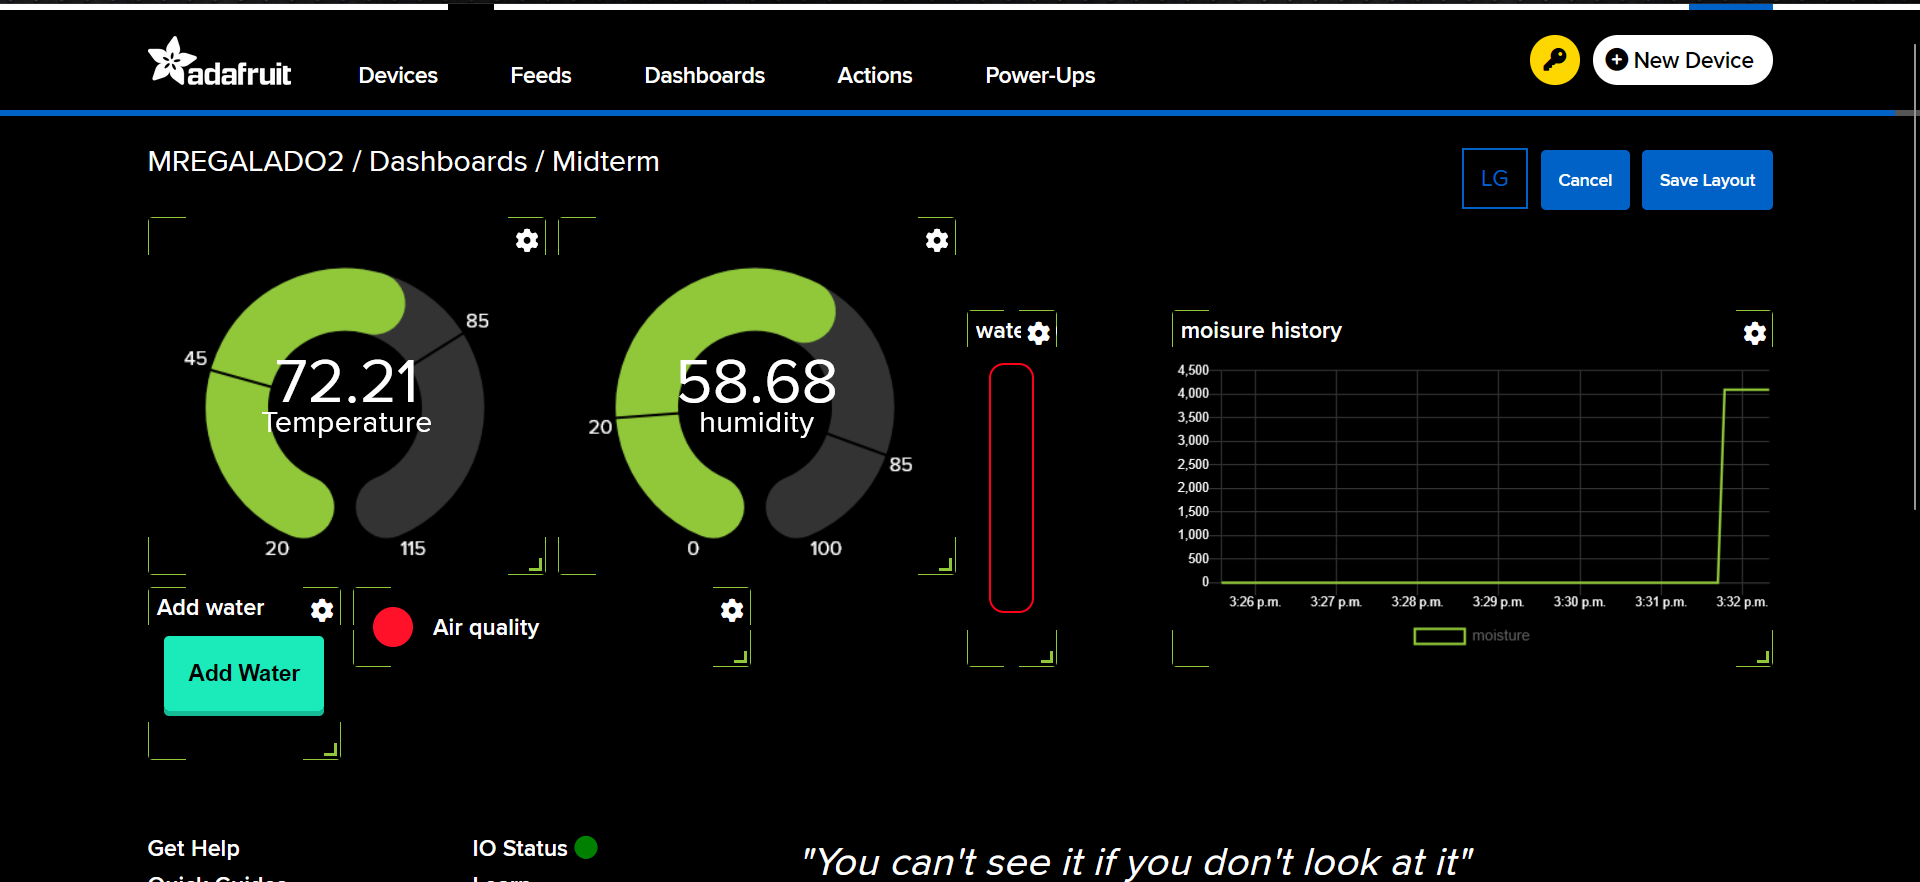 adafruit
Devices
Feeds
Dashboards
Actions
Power-Ups
New Device
MREGALADO2 / Dashboards / Midterm
LG
Cancel
Save Layout
45
85
72.21
Temperature
20
115
20
85
58.68
humidity
0
100
wate
moisure history
4,500
4,000
3,500
3,000
2,500
2,000
1,500
1,000
500
0
3:26 p.m.
3:27 p.m.
3:28 p.m.
3:29 p.m.
3:30 p.m.
3:31 p.m.
3:32 p.m.
moisture
Add water
Add Water
Air quality
Get Help
IO Status
"You can't see it if you don't look at it"
Quick Guides
Learn